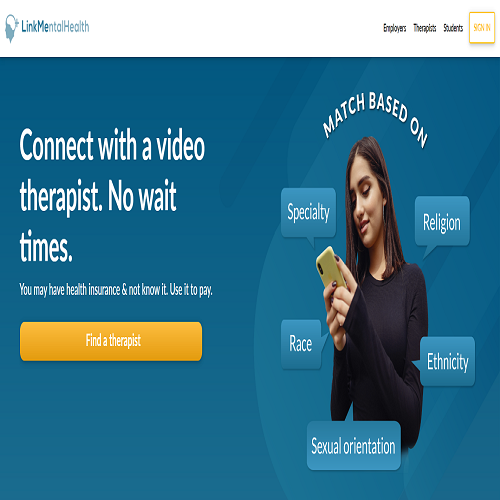 LinkMentalHealth
Employers Therapists Students SIGN IN
MATCH BASED ON
Connect with a video
therapist. No wait
times.
You may have health insurance & not know it. Use it to pay.
Find a therapist
Specialty
Religion
Race
Ethnicity
Sexual orientation